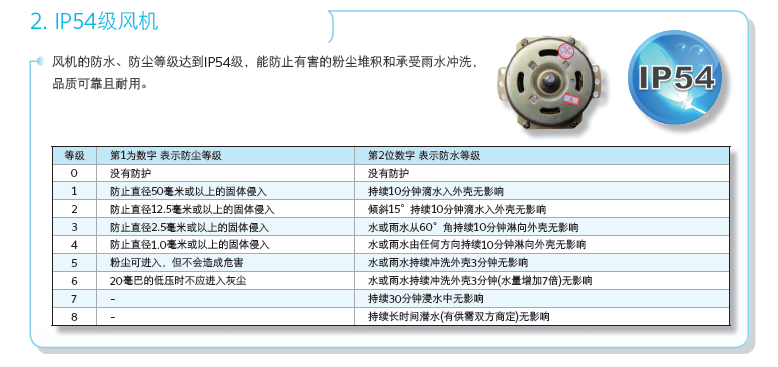 2. IP54级风机
风机的防水、防尘等级达到IP54级，能防止有害的粉尘堆积和承受雨水冲洗，
品质可靠且耐用。
IP54
等级 第1为数字 表示防尘等级 第2位数字 表示防水等级
0 没有防护 没有防护
1 防止直径50毫米或以上的固体侵入 持续10分钟滴水入外壳无影响
2 防止直径12.5毫米或以上的固体侵入 倾斜15°持续10分钟滴水入外壳无影响
3 防止直径2.5毫米或以上的固体侵入 水或雨水从60°角持续10分钟淋向外壳无影响
4 防止直径1.0毫米或以上的固体侵入 水或雨水由任何方向持续10分钟淋向外壳无影响
5 粉尘可进入，但不会造成危害 水或雨水持续冲洗外壳3分钟无影响
6 20毫巴的低压时不应进入灰尘 水或雨水持续冲洗外壳3分钟(水量增加7倍)无影响
7 – 持续30分钟浸水中无影响
8 – 持续长时间潜水(有供需双方商定)无影响